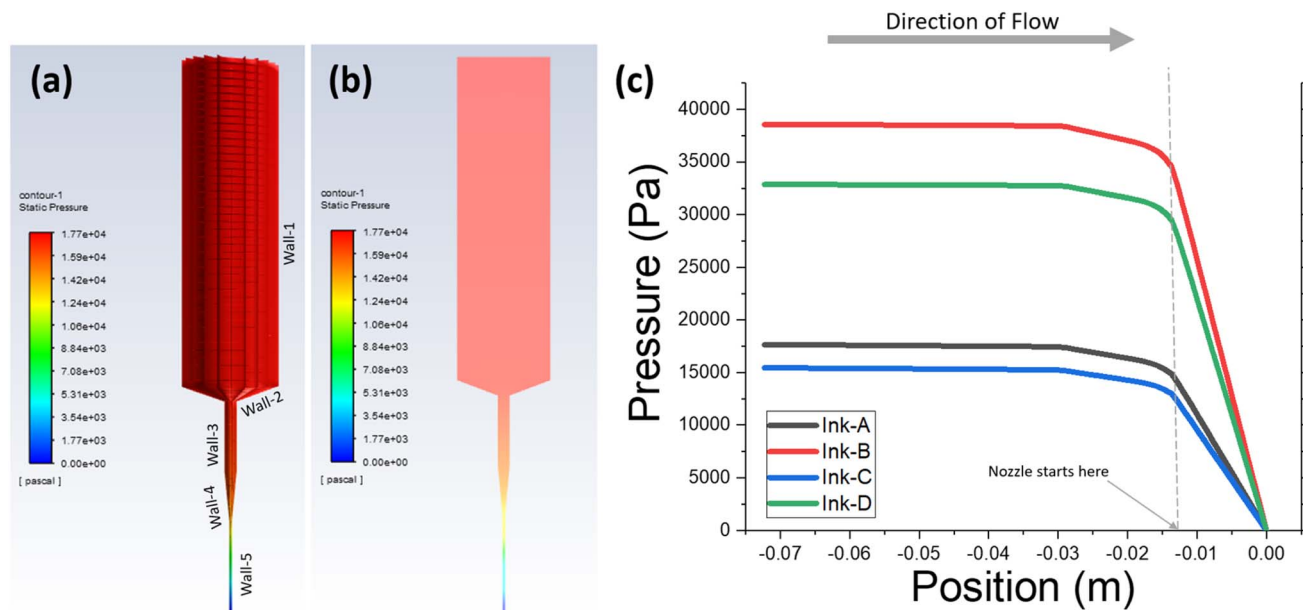 (a)
contour-1
Static Pressure
1.77e+04
1.59e+04
1.42e+04
1.24e+04
1.06e+04
8.84e+03
7.08e+03
5.31e+03
3.54e+03
1.77e+03
0.00e+00
[ pascal ]
Wall-1
Wall-2
Wall-3
Wall-4
Wall-5
(b)
contour-1
Static Pressure
1.77e+04
1.59e+04
1.42e+04
1.24e+04
1.06e+04
8.84e+03
7.08e+03
5.31e+03
3.54e+03
1.77e+03
0.00e+00
[ pascal ]
Direction of Flow
(c)
Pressure (Pa)
40000
35000
30000
25000
20000
15000
10000
5000
0
Ink-A
Ink-B
Ink-C
Ink-D
Nozzle starts here
-0.07 -0.06 -0.05 -0.04 -0.03 -0.02 -0.01 0.00
Position (m)